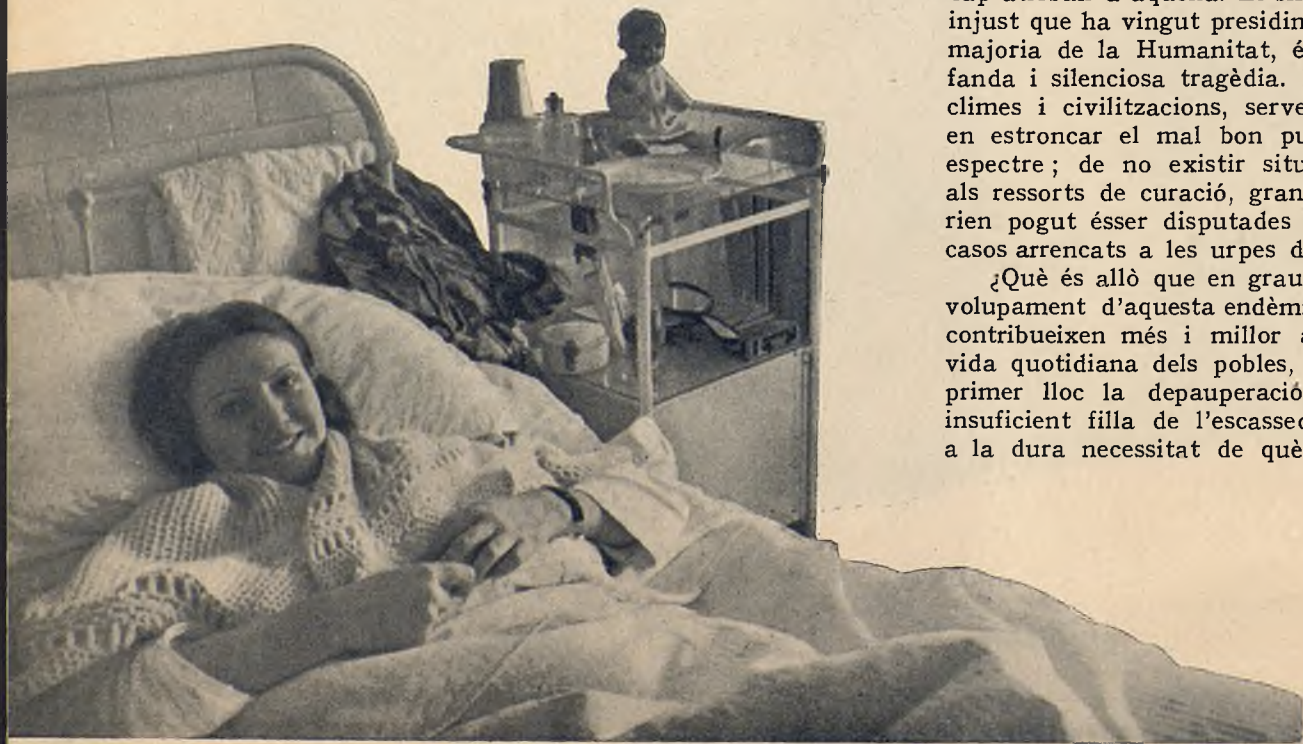 injust que ha vingut presidin
majoria de la Humanitat, é
fanda i silenciosa tragèdia.
climes i civilitzacions, serve
en estroncar el mal bon pu
espectre; de no existir situ
als ressorts de curació, gran
rien pogut ésser disputades
casos arrencats a les urpes d
¿Què és allò que en grau
volupament d'aquesta endèm
contribueixen més i millor a
vida quotidiana dels pobles,
primer lloc la depauperació
insuficient filla de l'escassed
a la dura necessitat de què